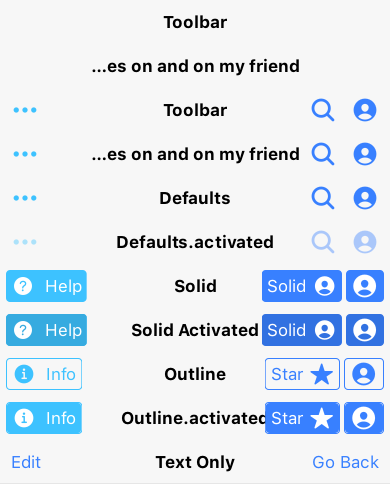 Toolbar
...es on and on my friend
Toolbar
...es on and on my friend
Defaults
Defaults.activated
Help Solid Solid
Help Solid Activated Solid
Info Outline Star
Info Outline.activated Star
Edit Text Only Go Back